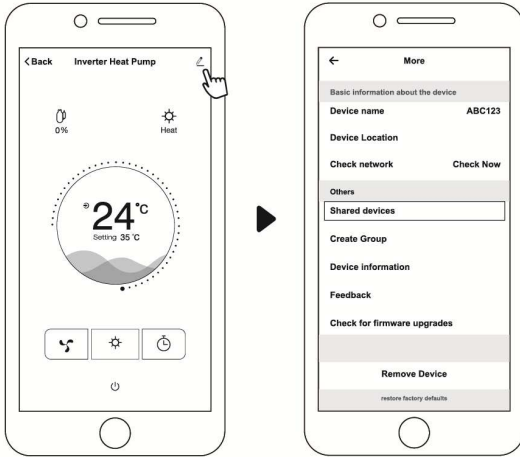 < Back Inverter Heat Pump
0% Heat
24°C
Setting 35 °C
More
Basic information about the device
Device name ABC123
Device Location
Check network Check Now
Others
Shared devices
Create Group
Device information
Feedback
Check for firmware upgrades
Remove Device
restore factory defaults